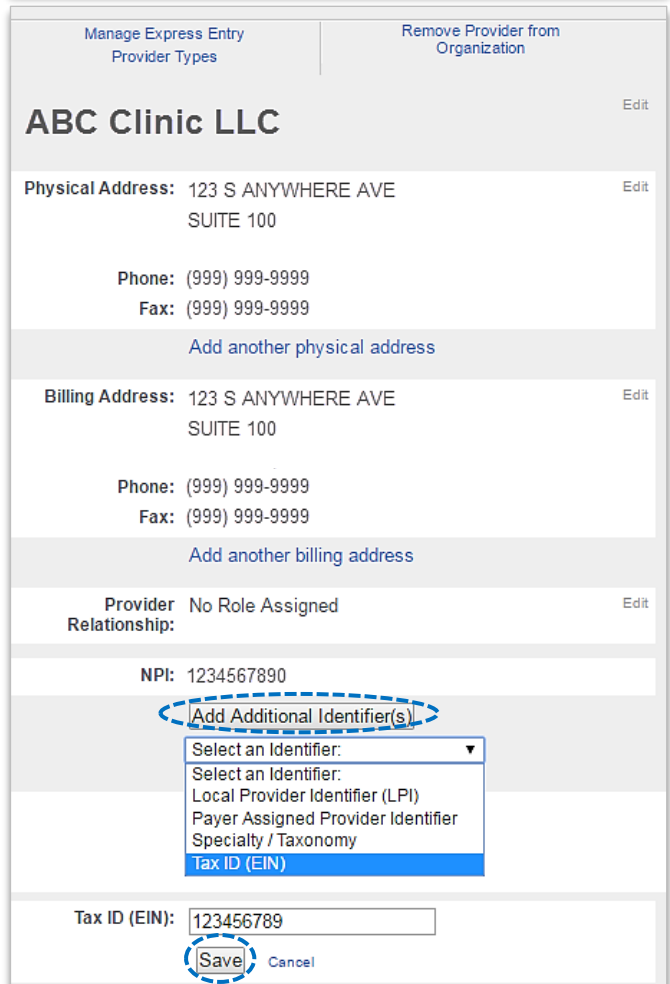 Manage Express Entry
Provider Types
Remove Provider from
Organization
ABC Clinic LLC
Edit
Physical Address: 123 S ANYWHERE AVE
Edit
SUITE 100
Phone: (999) 999-9999
Fax: (999) 999-9999
Add another physical address
Billing Address: 123 S ANYWHERE AVE
Edit
SUITE 100
Phone: (999) 999-9999
Fax: (999) 999-9999
Add another billing address
Provider
Relationship:
No Role Assigned
Edit
NPI: 1234567890
Add Additional Identifier(s)
Select an Identifier:
Select an Identifier:
Local Provider Identifier (LPI)
Payer Assigned Provider Identifier
Specialty / Taxonomy
Tax ID (EIN)
Tax ID (EIN): 123456789
Save Cancel